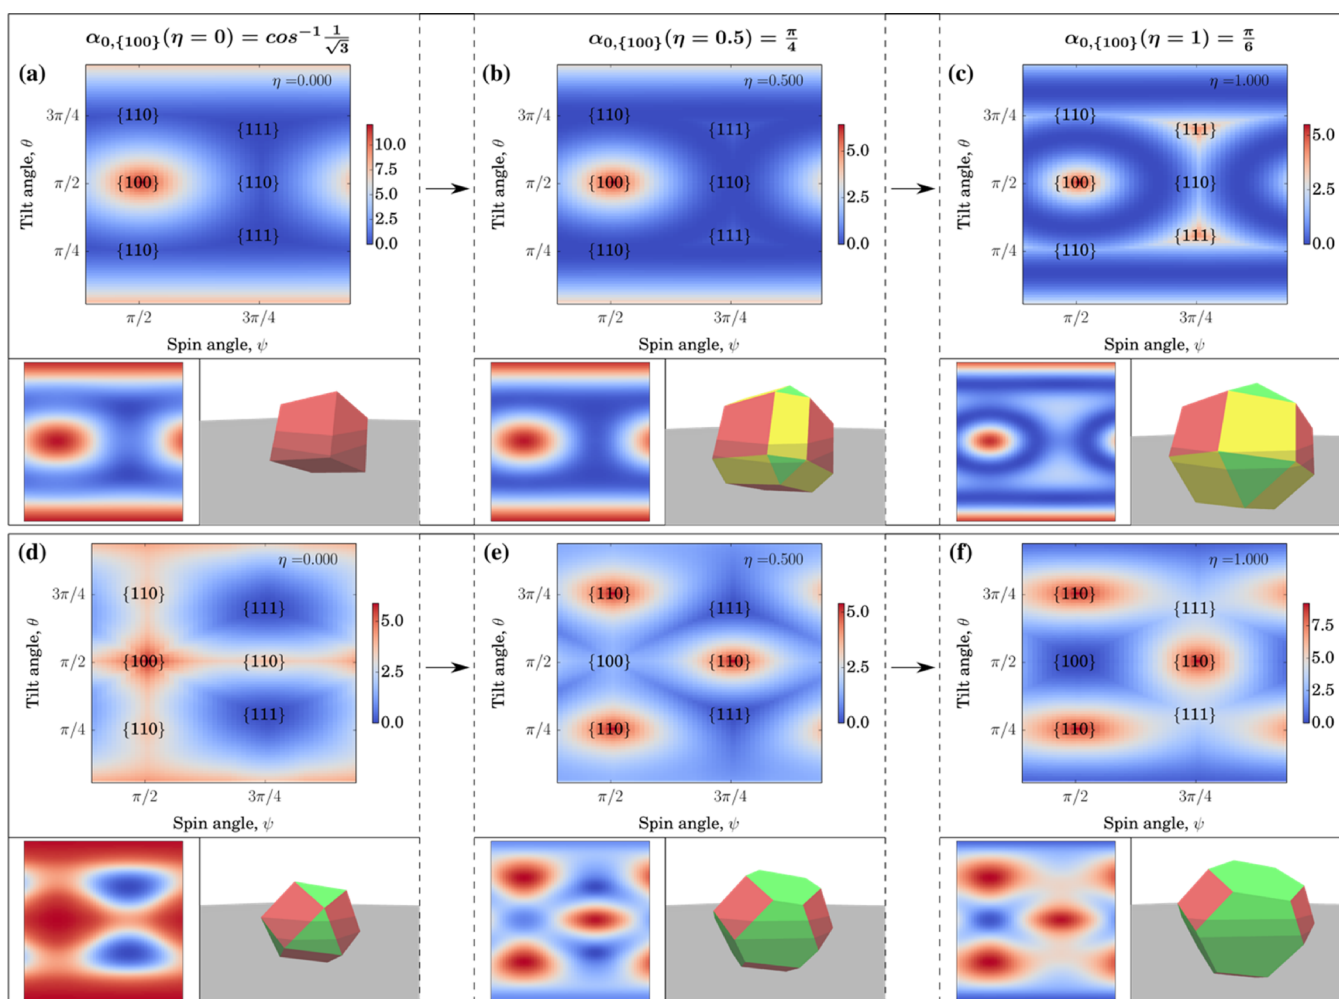 α₀,{100}(η = 0) = cos⁻¹ 1/√3
α₀,{100}(η = 0.5) = π/4
α₀,{100}(η = 1) = π/6
(a)
η =0.000
3π/4
π/2
π/4
Tilt angle, θ
{110}
{111}
{100}
{110}
{111}
{110}
10.0
7.5
5.0
2.5
0.0
π/2
3π/4
Spin angle, ψ
(b)
η =0.500
3π/4
π/2
π/4
Tilt angle, θ
{110}
{111}
{100}
{110}
{111}
{110}
5.0
2.5
0.0
π/2
3π/4
Spin angle, ψ
(c)
η =1.000
3π/4
π/2
π/4
Tilt angle, θ
{110}
{111}
{100}
{110}
{111}
{110}
5.0
2.5
0.0
π/2
3π/4
Spin angle, ψ
(d)
η =0.000
3π/4
π/2
π/4
Tilt angle, θ
{110}
{111}
{100}
{110}
{111}
{110}
5.0
2.5
0.0
π/2
3π/4
Spin angle, ψ
(e)
η =0.500
3π/4
π/2
π/4
Tilt angle, θ
{110}
{111}
{100}
{110}
{111}
{110}
5.0
2.5
0.0
π/2
3π/4
Spin angle, ψ
(f)
η =1.000
3π/4
π/2
π/4
Tilt angle, θ
{110}
{111}
{100}
{110}
{111}
{110}
7.5
5.0
2.5
0.0
π/2
3π/4
Spin angle, ψ